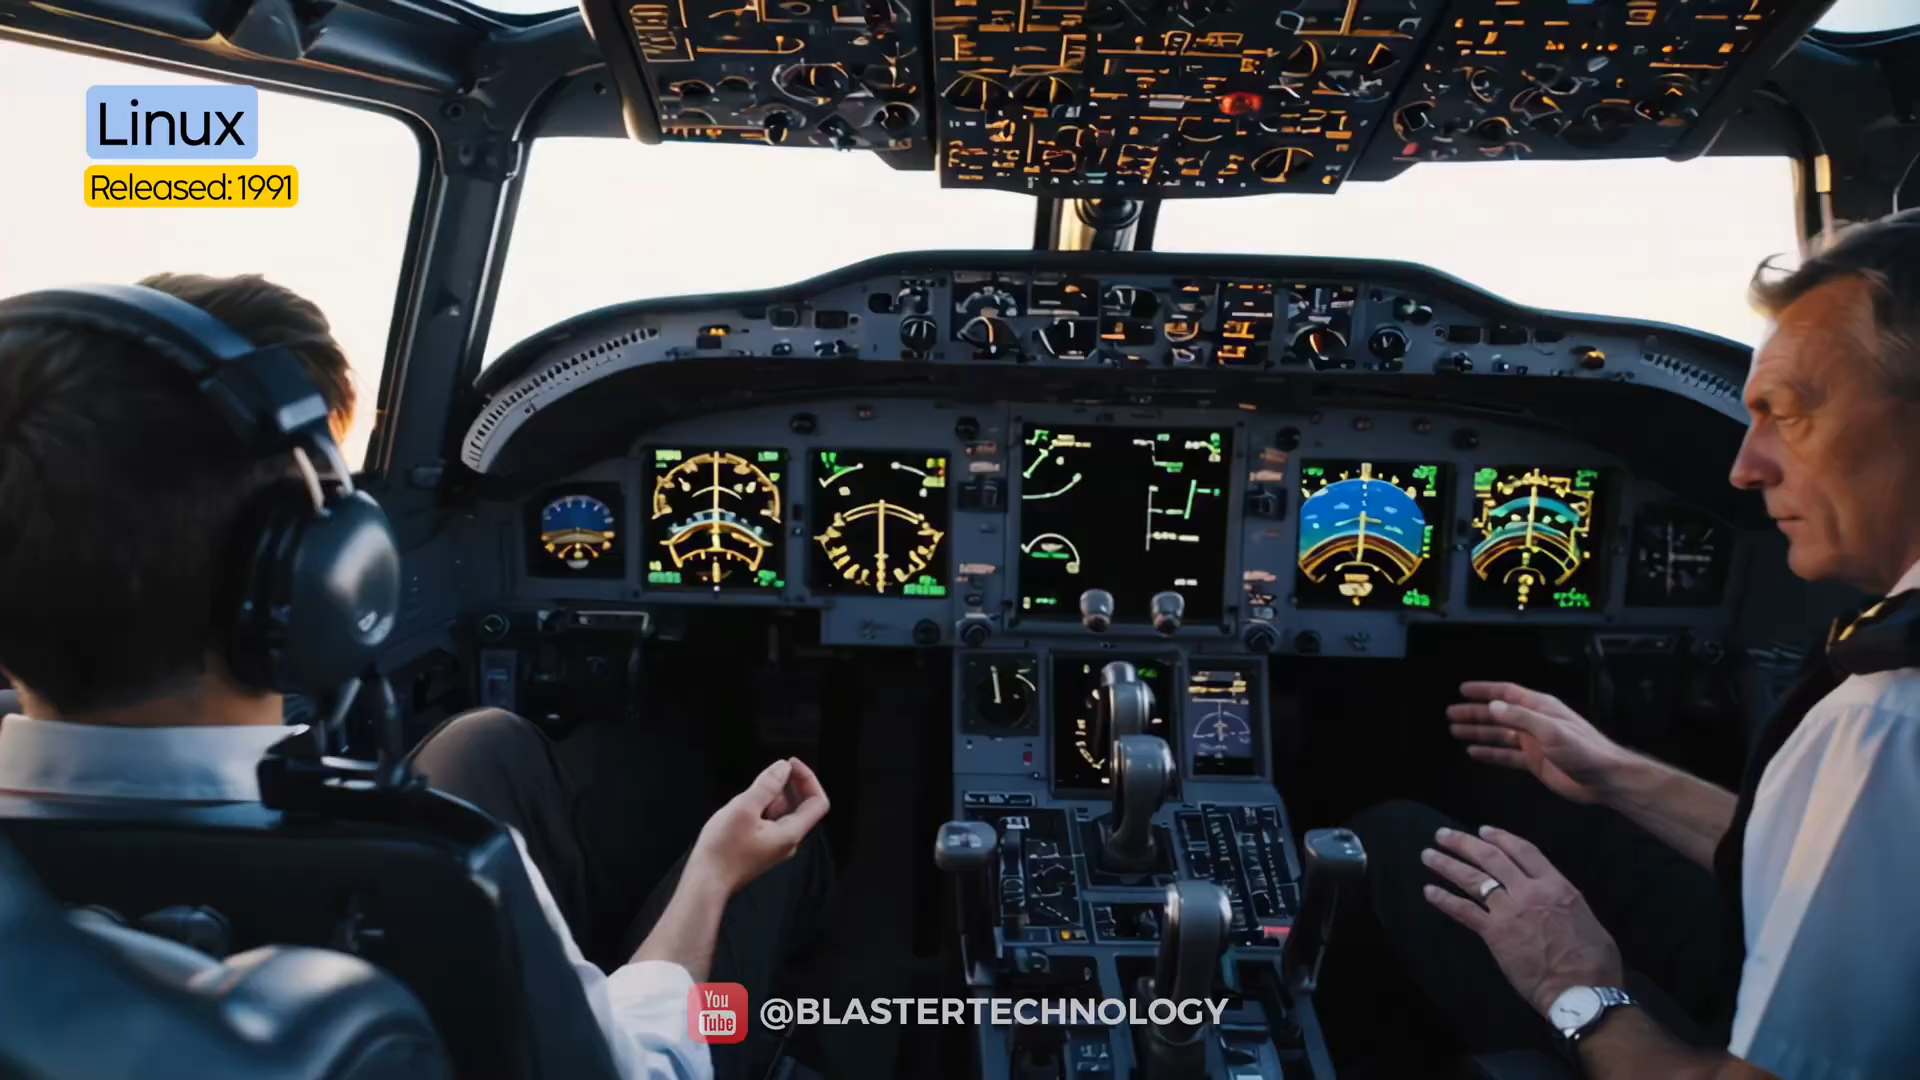 Linux
Released: 1991
You
Tube
@BLASTERTECHNOLOGY